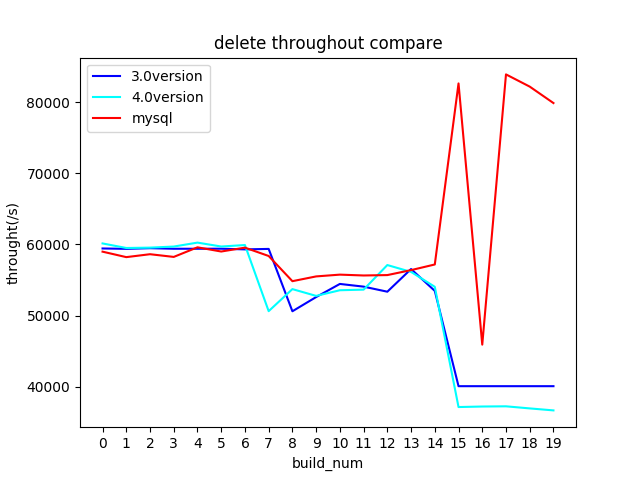 delete throughout compare
3.0version
4.0version
mysql
throught(/s)
80000
70000
60000
50000
40000
0 1 2 3 4 5 6 7 8 9 10 11 12 13 14 15 16 17 18 19
build_num